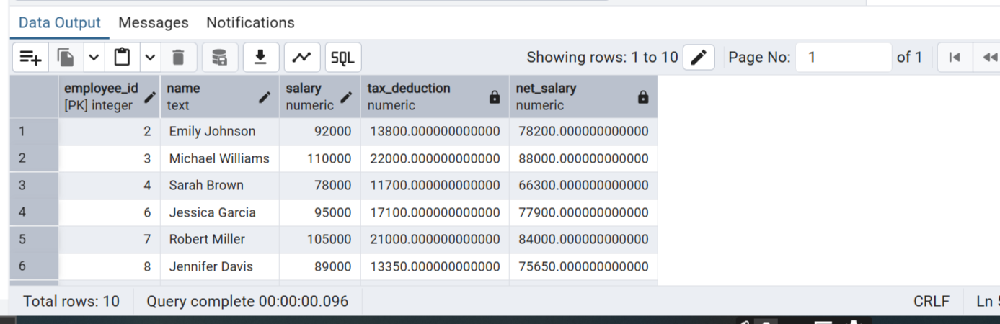 Data Output Messages Notifications
SQL Showing rows: 1 to 10 Page No: 1 of 1
employee_id name salary tax_deduction net_salary
[PK] integer text numeric numeric numeric
1 2 Emily Johnson 92000 13800.000000000000 78200.000000000000
2 3 Michael Williams 110000 22000.000000000000 88000.000000000000
3 4 Sarah Brown 78000 11700.000000000000 66300.000000000000
4 6 Jessica Garcia 95000 17100.000000000000 77900.000000000000
5 7 Robert Miller 105000 21000.000000000000 84000.000000000000
6 8 Jennifer Davis 89000 13350.000000000000 75650.000000000000
Total rows: 10 Query complete 00:00:00.096 CRLF Ln